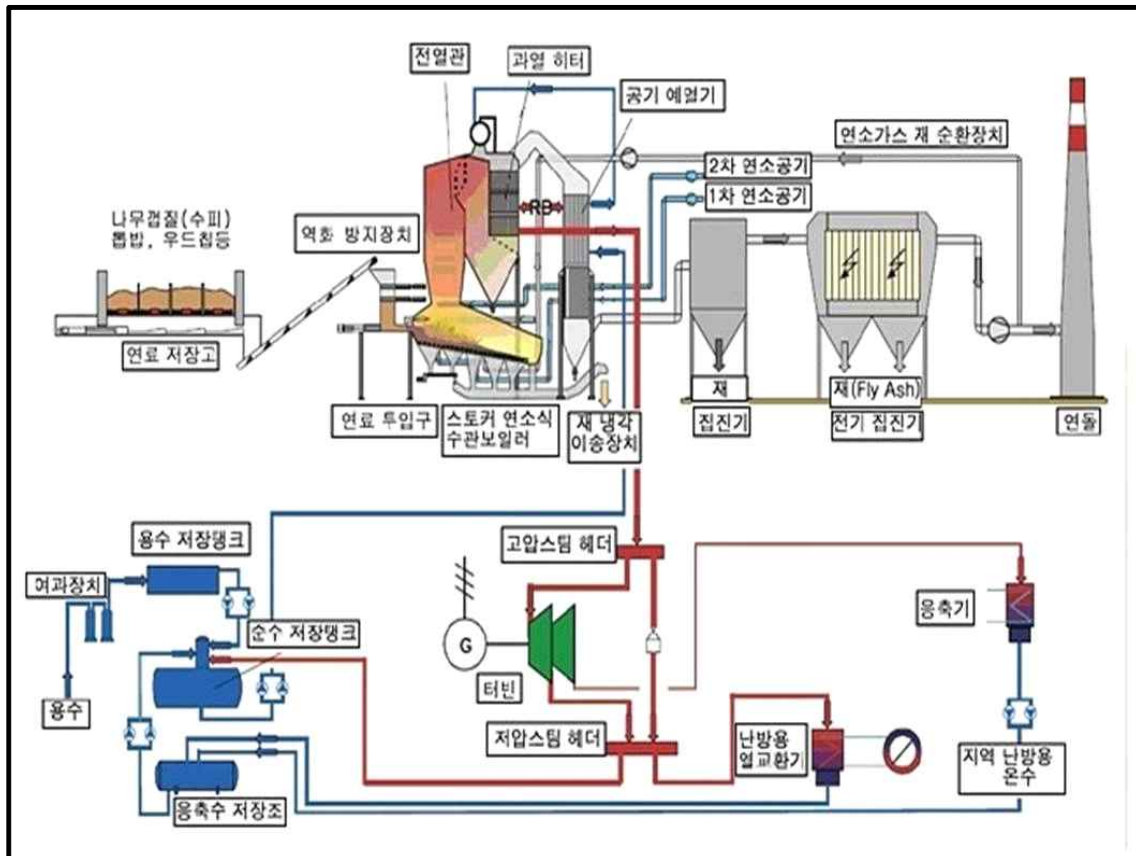 전열관
과열 히터
공기 예열기
연소가스 재 순환장치
2차 연소공기
1차 연소공기
나무껍질(수피)
톱밥, 우드칩등
역화 방지장치
RB
연료 저장고
연료 투입구
스토커 연소식
수관보일러
재 냉각
이송장치
재
집진기
재(Fly Ash)
전기 집진기
연돌
용수 저장탱크
고압스팀 헤더
여과장치
응축기
순수 저장탱크
G
터빈
용수
저압스팀 헤더
난방용
열교환기
지역 난방용
온수
응축수 저장조